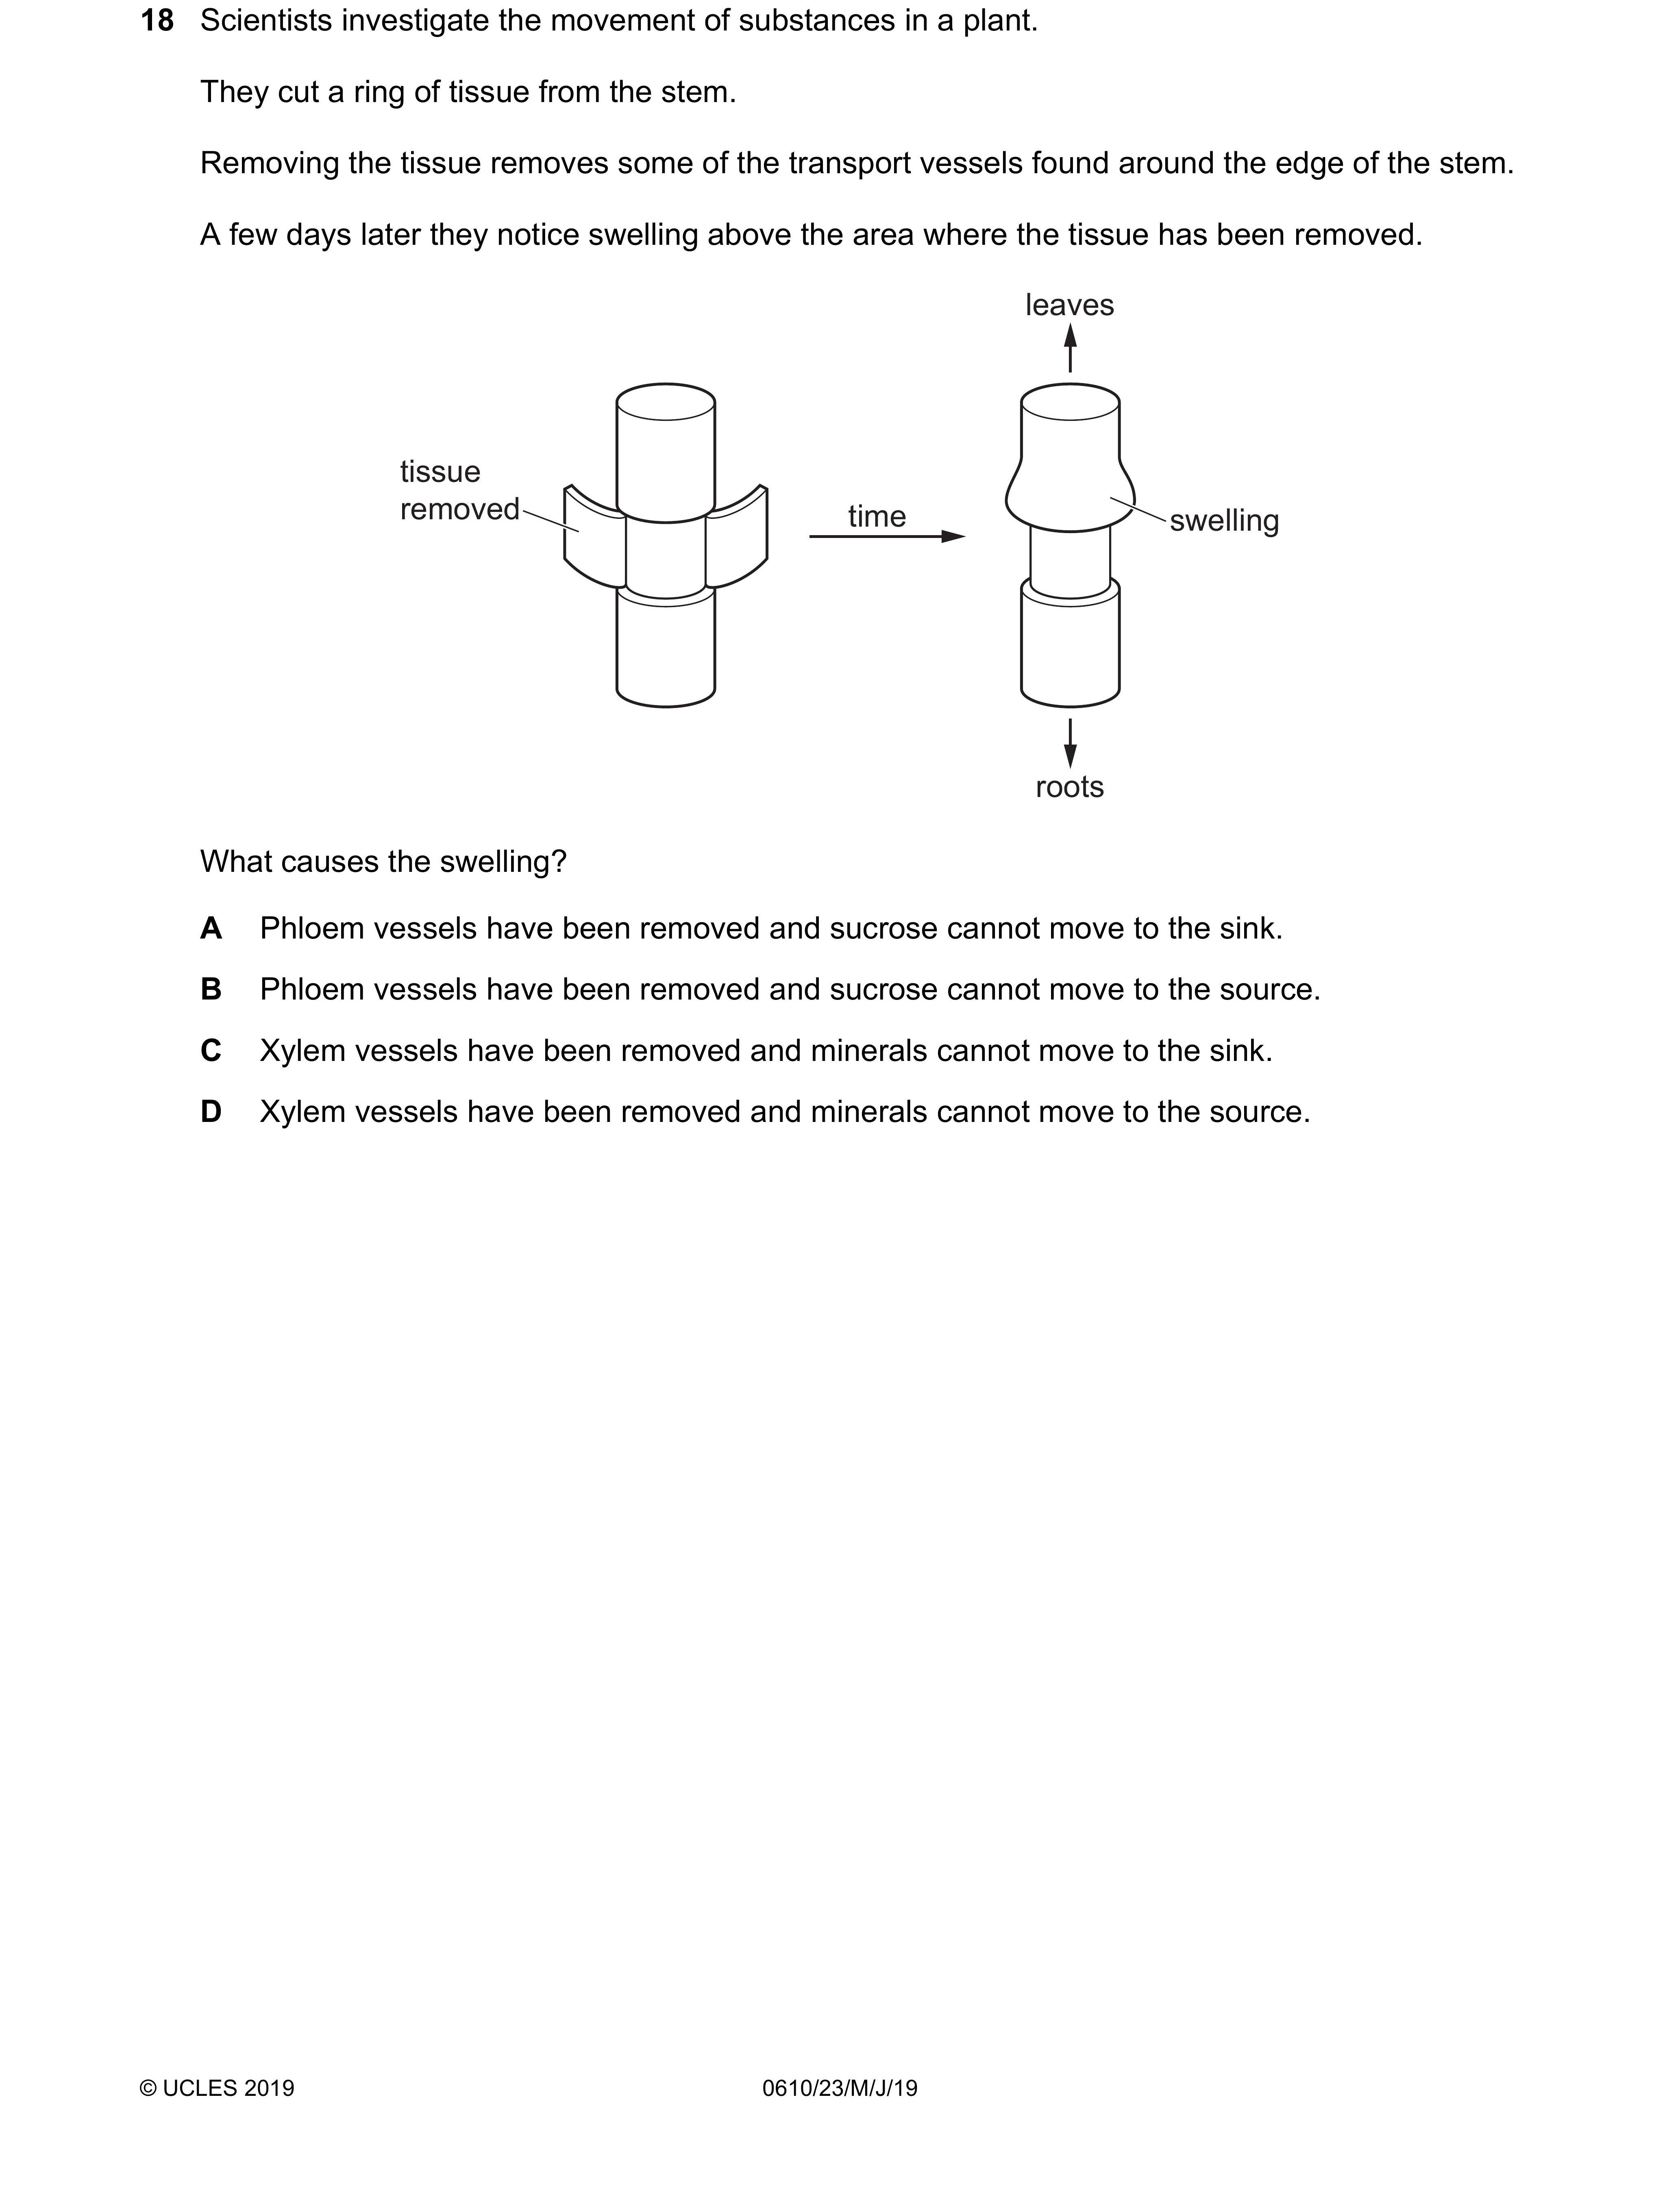 18 Scientists investigate the movement of substances in a plant.
They cut a ring of tissue from the stem.
Removing the tissue removes some of the transport vessels found around the edge of the stem.
A few days later they notice swelling above the area where the tissue has been removed.
leaves
tissue
removed
time
swelling
roots
What causes the swelling?
A Phloem vessels have been removed and sucrose cannot move to the sink.
B Phloem vessels have been removed and sucrose cannot move to the source.
C Xylem vessels have been removed and minerals cannot move to the sink.
D Xylem vessels have been removed and minerals cannot move to the source.
© UCLES 2019 0610/23/M/J/19